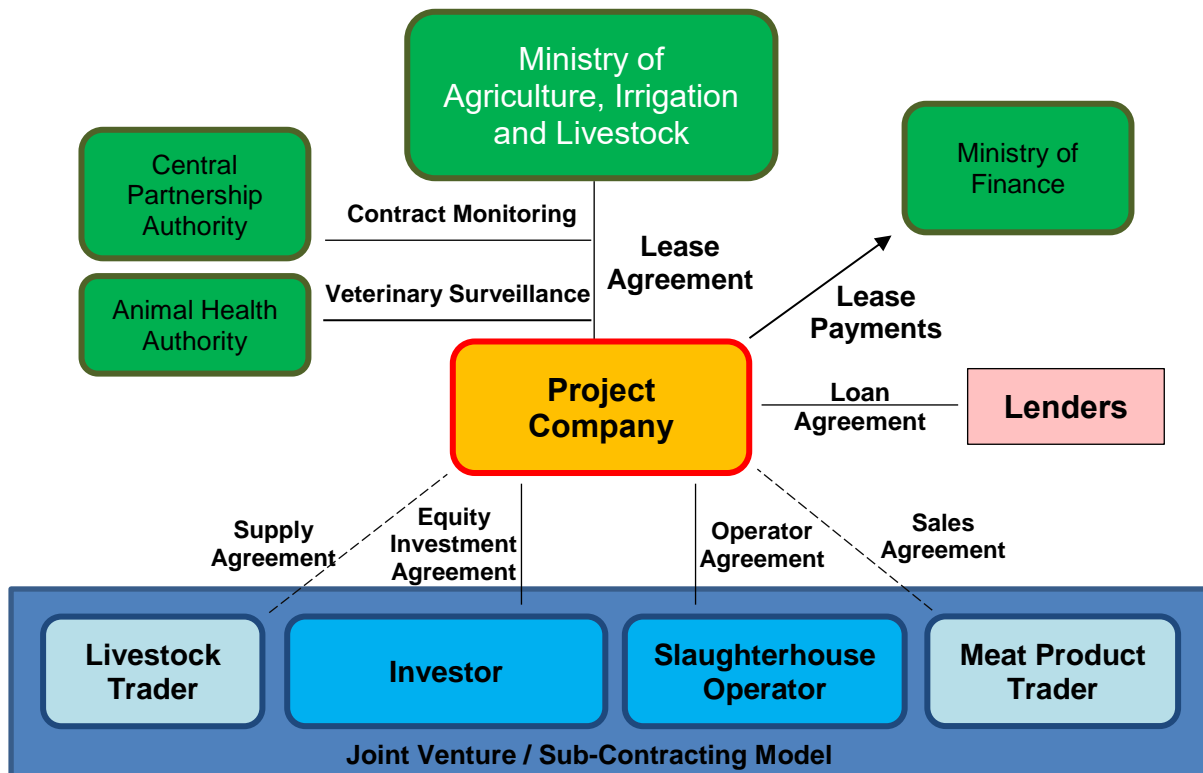 Ministry of
Agriculture, Irrigation
and Livestock
Central
Partnership
Authority
Ministry of
Finance
Contract Monitoring
Lease
Agreement
Animal Health
Authority
Veterinary Surveillance
Lease
Payments
Project
Company
Loan
Agreement
Lenders
Supply
Agreement
Equity
Investment
Agreement
Operator
Agreement
Sales
Agreement
Livestock
Trader
Investor
Slaughterhouse
Operator
Meat Product
Trader
Joint Venture / Sub-Contracting Model